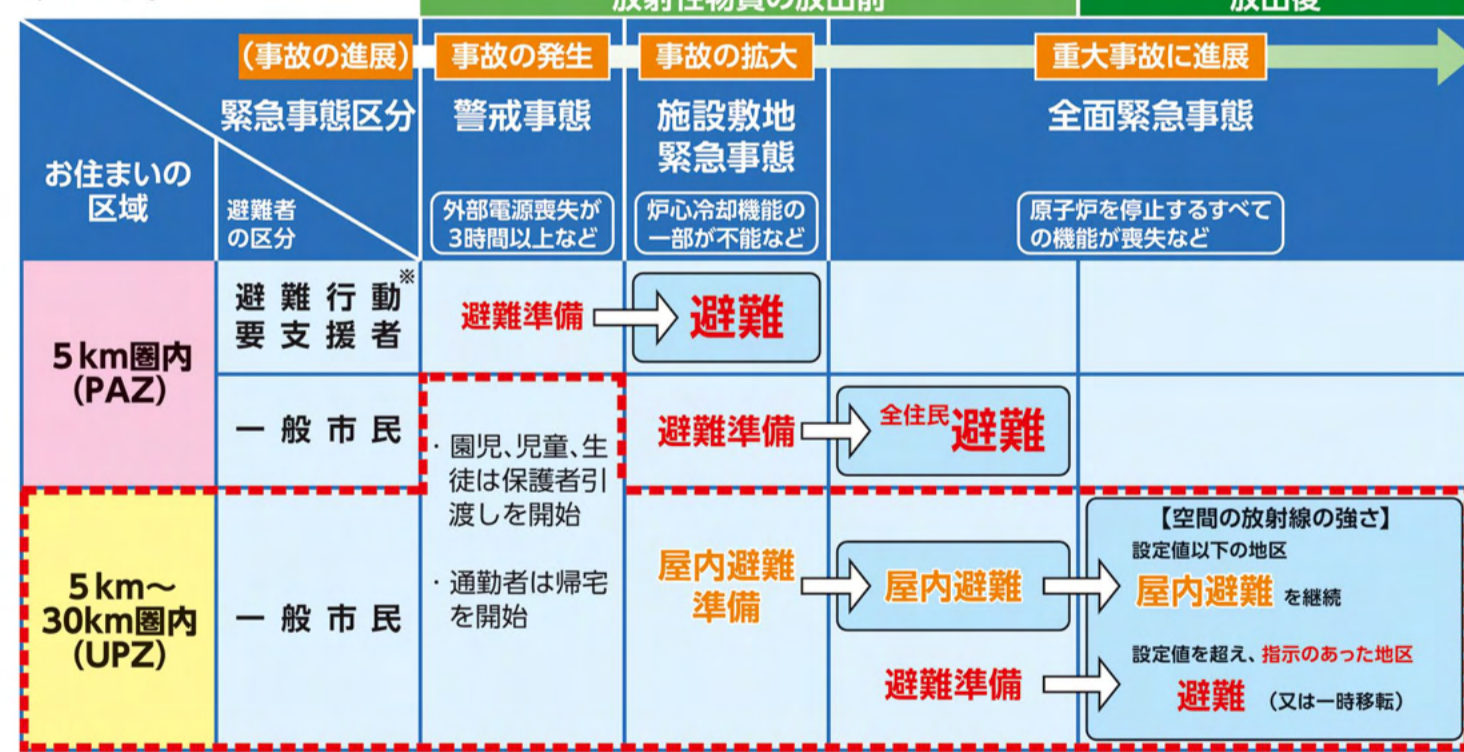 放射性物質の放出前
放出後
(事故の進展)
事故の発生
事故の拡大
重大事故に進展
緊急事態区分
警戒事態
施設敷地
緊急事態
全面緊急事態
お住まいの
区域
避難者
の区分
外部電源喪失が
3時間以上など
炉心冷却機能の
一部が不能など
原子炉を停止するすべて
の機能が喪失など
5km圏内
(PAZ)
避難行動※
要支援者
避難準備
避難
一般市民
・園児、児童、生
徒は保護者引
渡しを開始
・通勤者は帰宅
を開始
避難準備
全住民避難
5km〜
30km圏内
(UPZ)
一般市民
屋内避難
準備
屋内避難
避難準備
【空間の放射線の強さ】
設定値以下の地区
屋内避難 を継続
設定値を超え、指示のあった地区
避難 (又は一時移転)